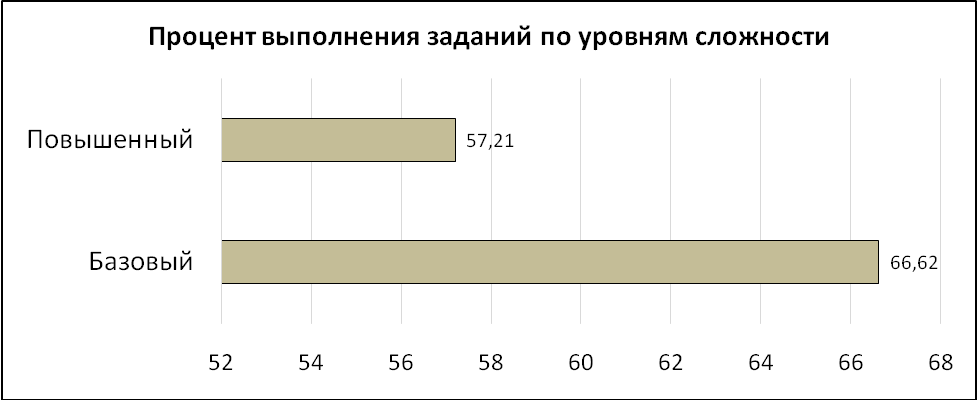 Процент выполнения заданий по уровням сложности
Повышенный
57,21
Базовый
66,62
52 54 56 58 60 62 64 66 68